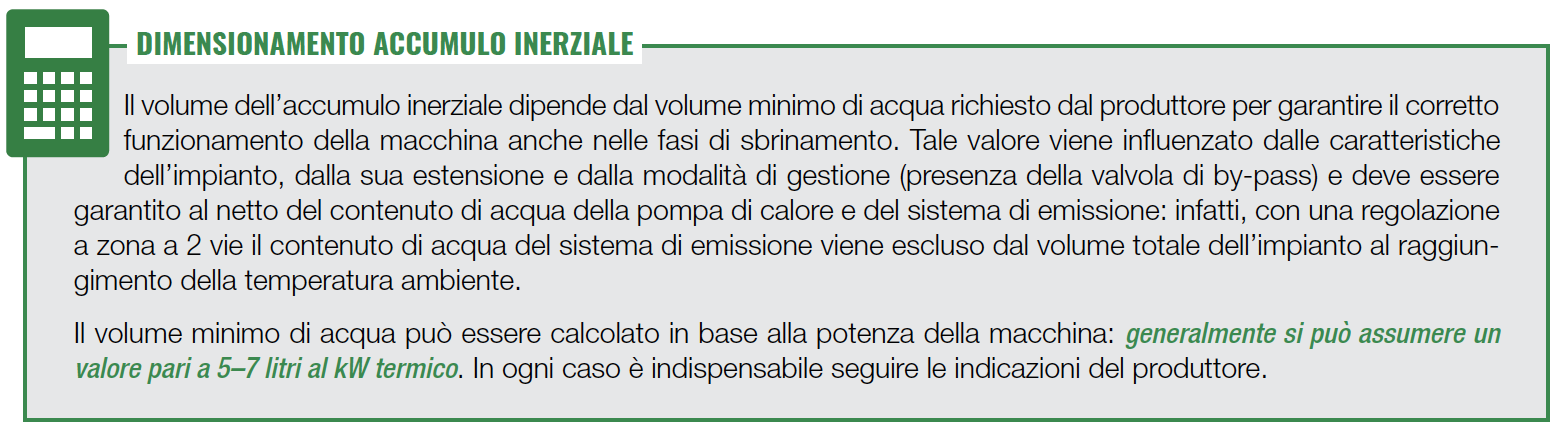 DIMENSIONAMENTO ACCUMULO INERZIALE
Il volume dell'accumulo inerziale dipende dal volume minimo di acqua richiesto dal produttore per garantire il corretto
funzionamento della macchina anche nelle fasi di sbrinamento. Tale valore viene influenzato dalle caratteristiche
dell'impianto, dalla sua estensione e dalla modalità di gestione (presenza della valvola di by-pass) e deve essere
garantito al netto del contenuto di acqua della pompa di calore e del sistema di emissione: infatti, con una regolazione
a zona a 2 vie il contenuto di acqua del sistema di emissione viene escluso dal volume totale dell'impianto al raggiun-
gimento della temperatura ambiente.
Il volume minimo di acqua può essere calcolato in base alla potenza della macchina: generalmente si può assumere un
valore pari a 5–7 litri al kW termico. In ogni caso è indispensabile seguire le indicazioni del produttore.